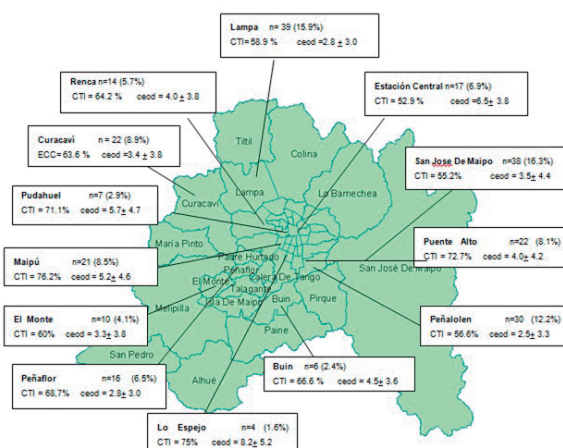 Lampa n= 39 (15.9%)
CTI =58.9 % ceod =2.8 ± 3.0
Renca n=14 (5.7%)
CTI = 64.2 % ceod = 4.0 ± 3.8
Estación Central n=17 (6.9%)
CTI = 52.9 % ceod =6.5± 3.8
Curacaví n = 22 (8.9%)
ECC= 63.6 % ceod =3.4 ± 3.8
San Jose De Maipo n=38 (16.3%)
CTI = 55.2% ceod = 3.5± 4.4
Pudahuel n=7 (2.9%)
CTI = 71.1% ceod = 5.7± 4.7
Maipú n=21 (8.5%)
CTI = 76.2% ceod = 5.2± 4.6
Puente Alto n=22 (8.1%)
CTI = 72.7% ceod = 4.0± 4.2
El Monte n=10 (4.1%)
CTI = 60% ceod = 3.3± 3.8
Peñalolen n=30 (12.2%)
CTI = 56.6% ceod = 2.5± 3.3
Peñaflor n=16 (6.5%)
CTI = 68,7% ceod = 2.8± 3.0
Buin n=6 (2.4%)
CTI = 66.6 % ceod = 4.5± 3.6
Lo Espejo n=4 (1.6%)
CTI = 75% ceod = 8.2± 5.2
Tiltil
Colina
Lo Barnechea
Lampa
Curacaví
María Pinto
Padre Hurtado
Peñaflor
Calera De Tango
San José De Maipo
El Monte
Talagante
Isla De Maipo
Buin
Pirque
Melipilla
Paine
San Pedro
Alhué